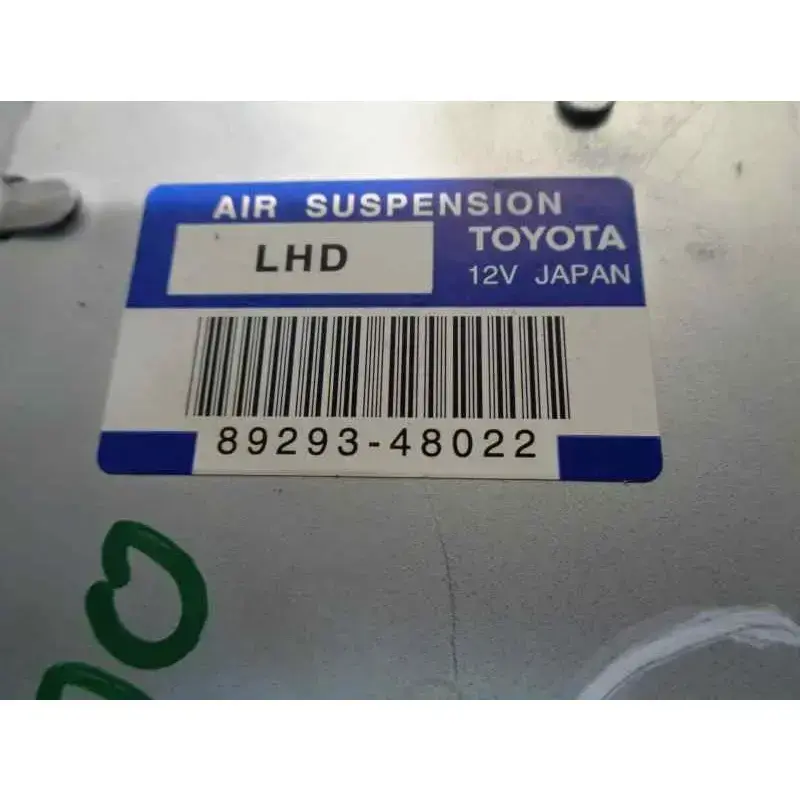 AIR SUSPENSION
LHD
TOYOTA
12V JAPAN
89293-48022